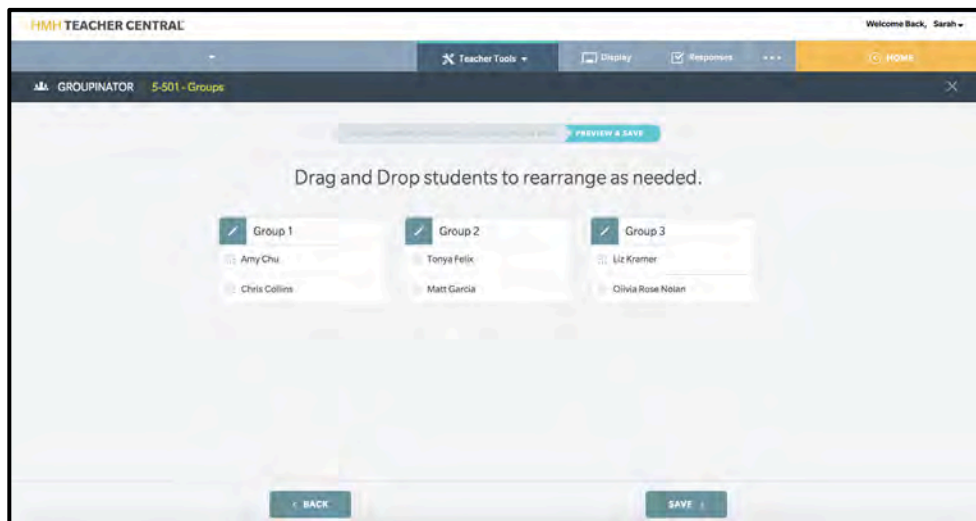 HMH TEACHER CENTRAL
Welcome Back, Sarah
Teacher Tools
Display
Responses
HOME
GROUPINATOR 5-501 - Groups
PREVIEW & SAVE
Drag and Drop students to rearrange as needed.
Group 1
Amy Chu
Chris Collins
Group 2
Tonya Felix
Matt Garcia
Group 3
Liz Kramer
Olivia Rose Nolan
BACK
SAVE